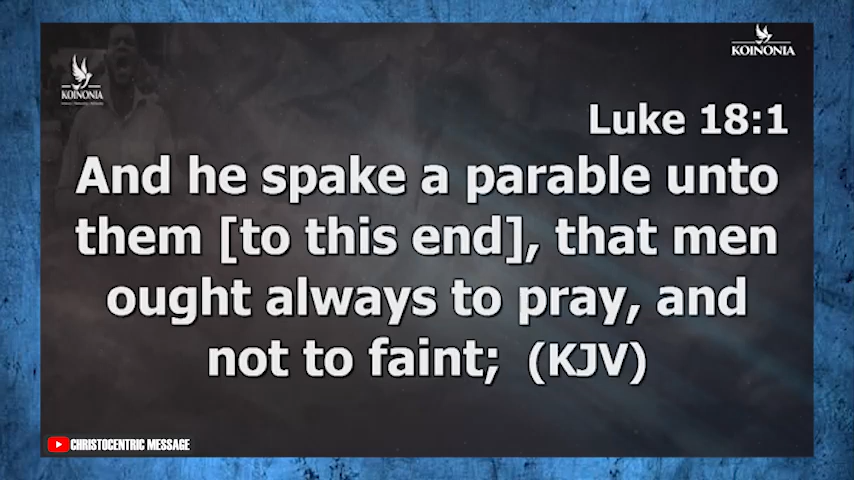 KOINONIA
KOINONIA
Luke 18:1
And he spake a parable unto
them [to this end], that men
ought always to pray, and
not to faint; (KJV)
CHRISTOCENTRIC MESSAGE